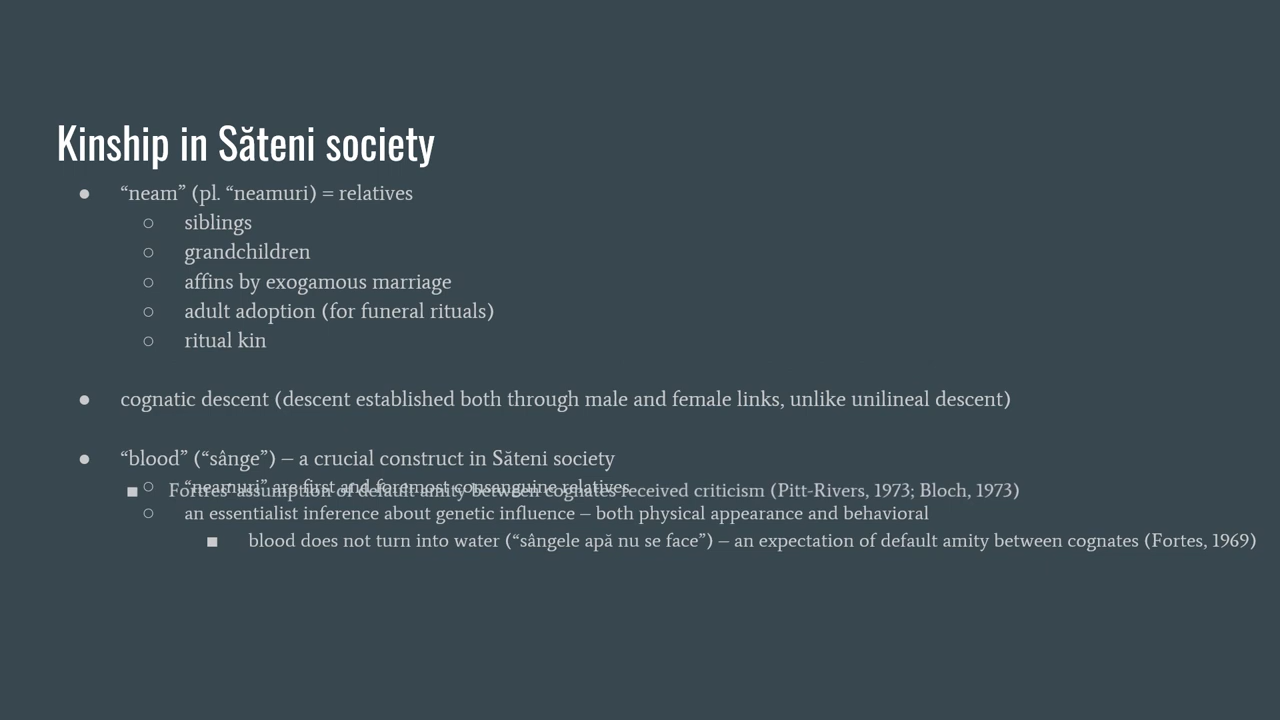 Kinship in Săteni society
● “neam” (pl. “neamuri) = relatives
○ siblings
○ grandchildren
○ affins by exogamous marriage
○ adult adoption (for funeral rituals)
○ ritual kin
● cognatic descent (descent established both through male and female links, unlike unilineal descent)
● “blood” (“sânge”) – a crucial construct in Săteni society
○ “neamuri” are first and foremost consanguine relatives
■ Fortres’ assumption of default amity between cognates received criticism (Pitt-Rivers, 1973; Bloch, 1973)
○ an essentialist inference about genetic influence – both physical appearance and behavioral
■ blood does not turn into water (“sângele apă nu se face”) – an expectation of default amity between cognates (Fortes, 1969)